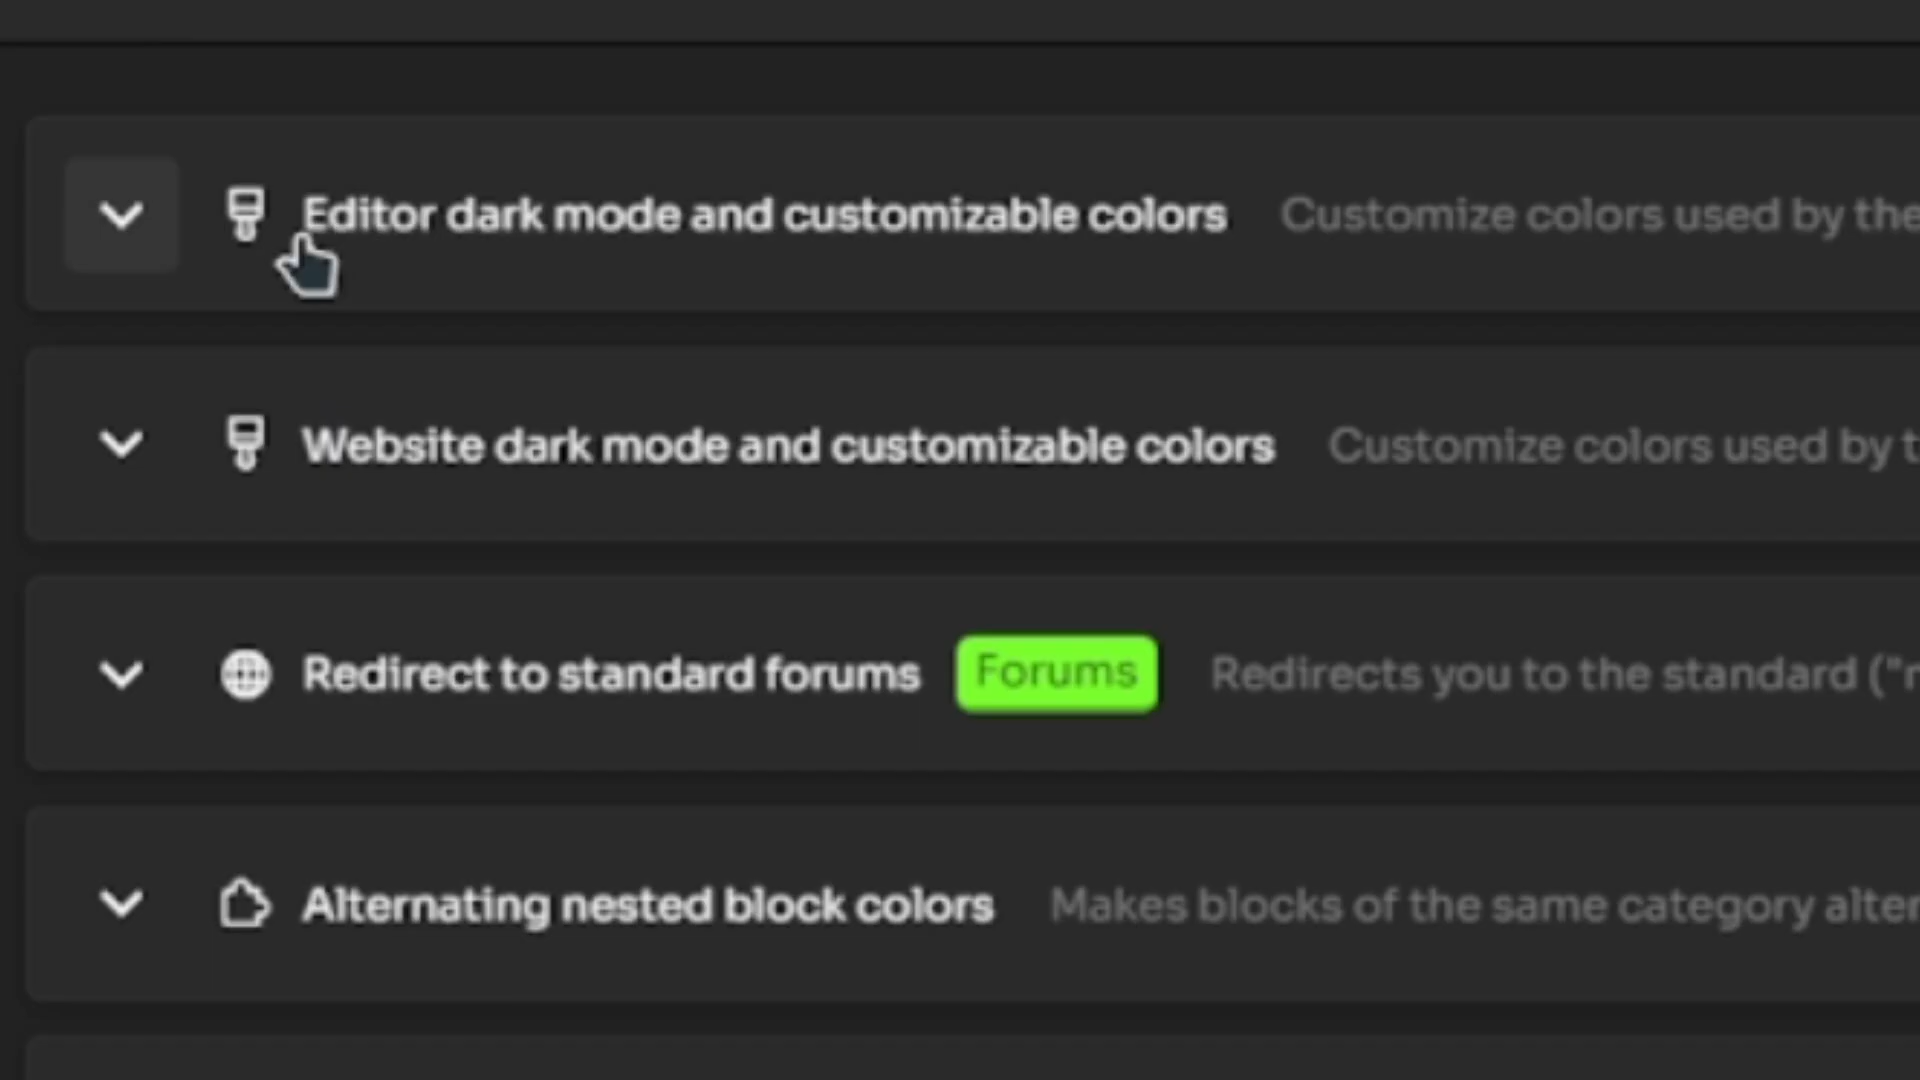 Editor dark mode and customizable colors Customize colors used by the
Website dark mode and customizable colors Customize colors used by t
Redirect to standard forums Forums Redirects you to the standard ("n
Alternating nested block colors Makes blocks of the same category alter